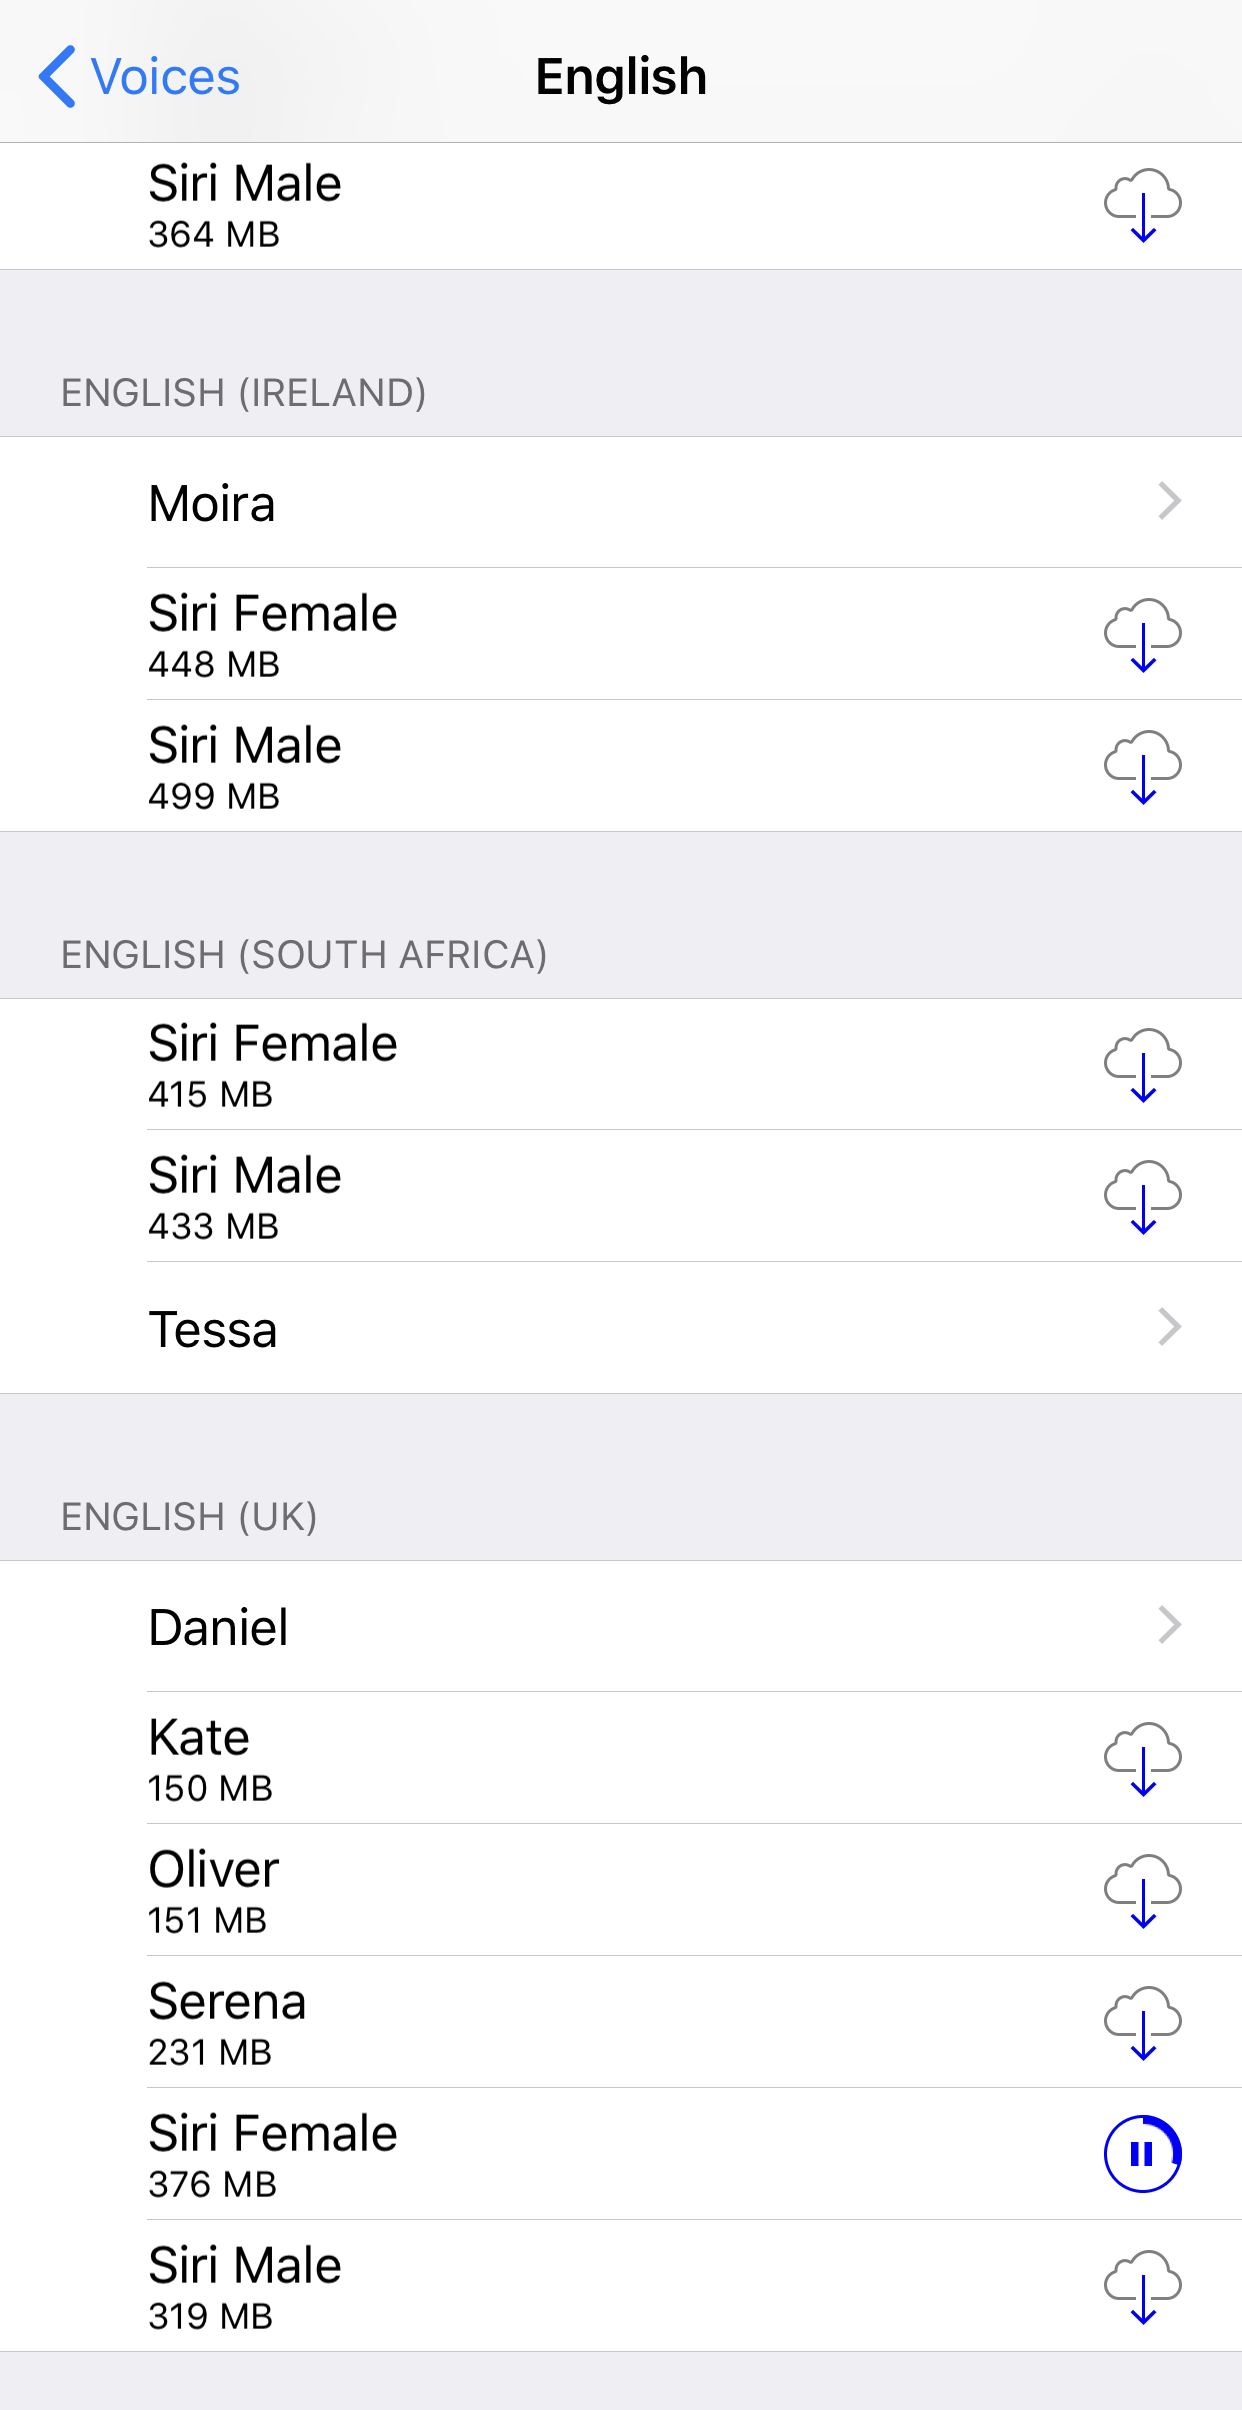 Voices
English
Siri Male
364 MB
ENGLISH (IRELAND)
Moira
Siri Female
448 MB
Siri Male
499 MB
ENGLISH (SOUTH AFRICA)
Siri Female
415 MB
Siri Male
433 MB
Tessa
ENGLISH (UK)
Daniel
Kate
150 MB
Oliver
151 MB
Serena
231 MB
Siri Female
376 MB
Siri Male
319 MB